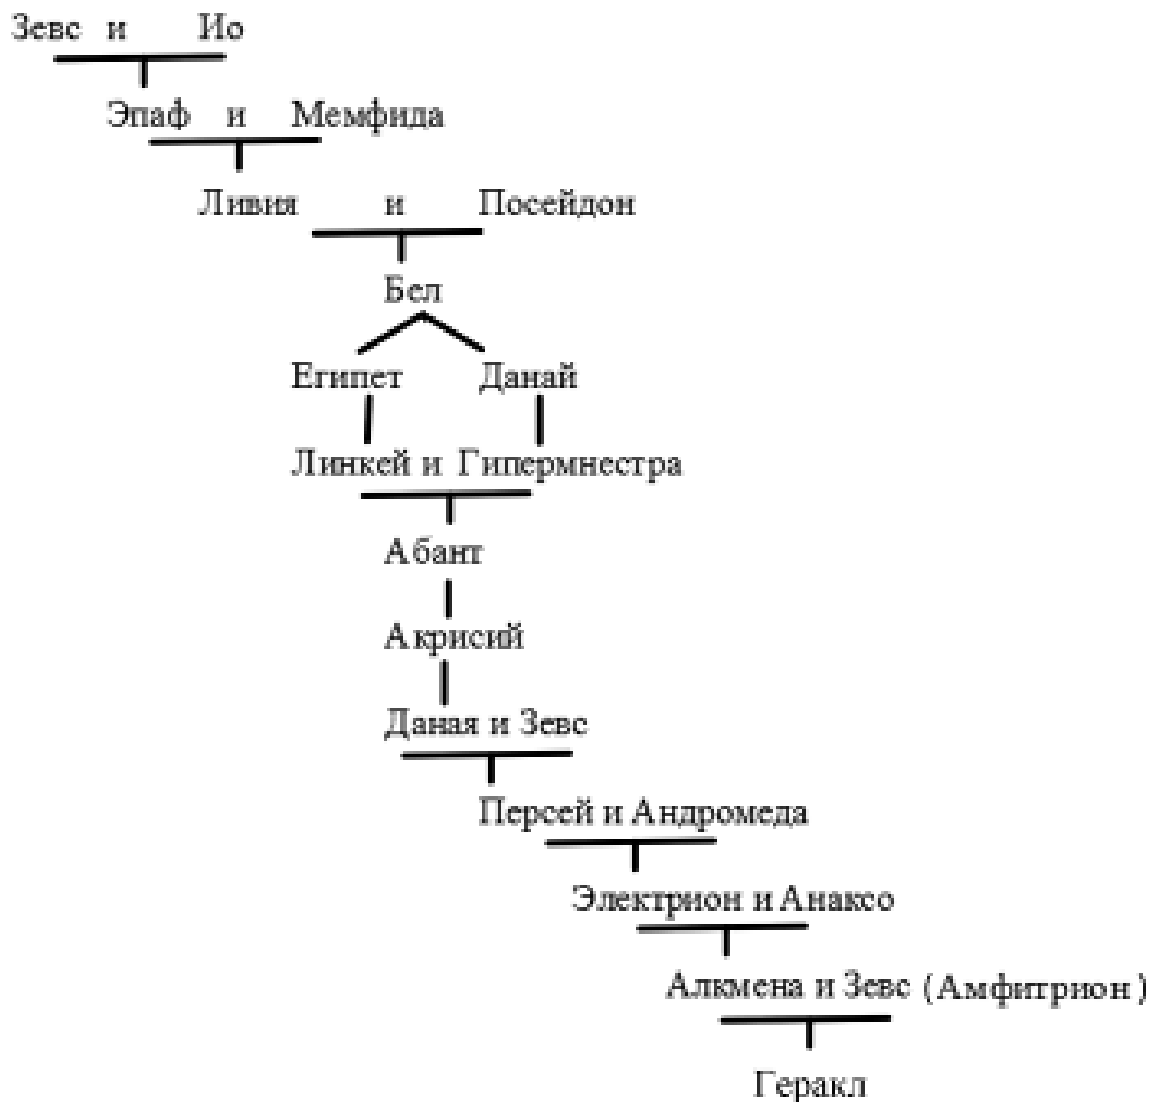 Зевс и Ио
Эпаф и Мемфида
Ливия и Посейдон
Бел
Египет Данай
Линкей и Гипермнестра
Абант
Акрисий
Даная и Зевс
Персей и Андромеда
Электрион и Анаксо
Алкмена и Зевс (Амфитрион)
Геракл